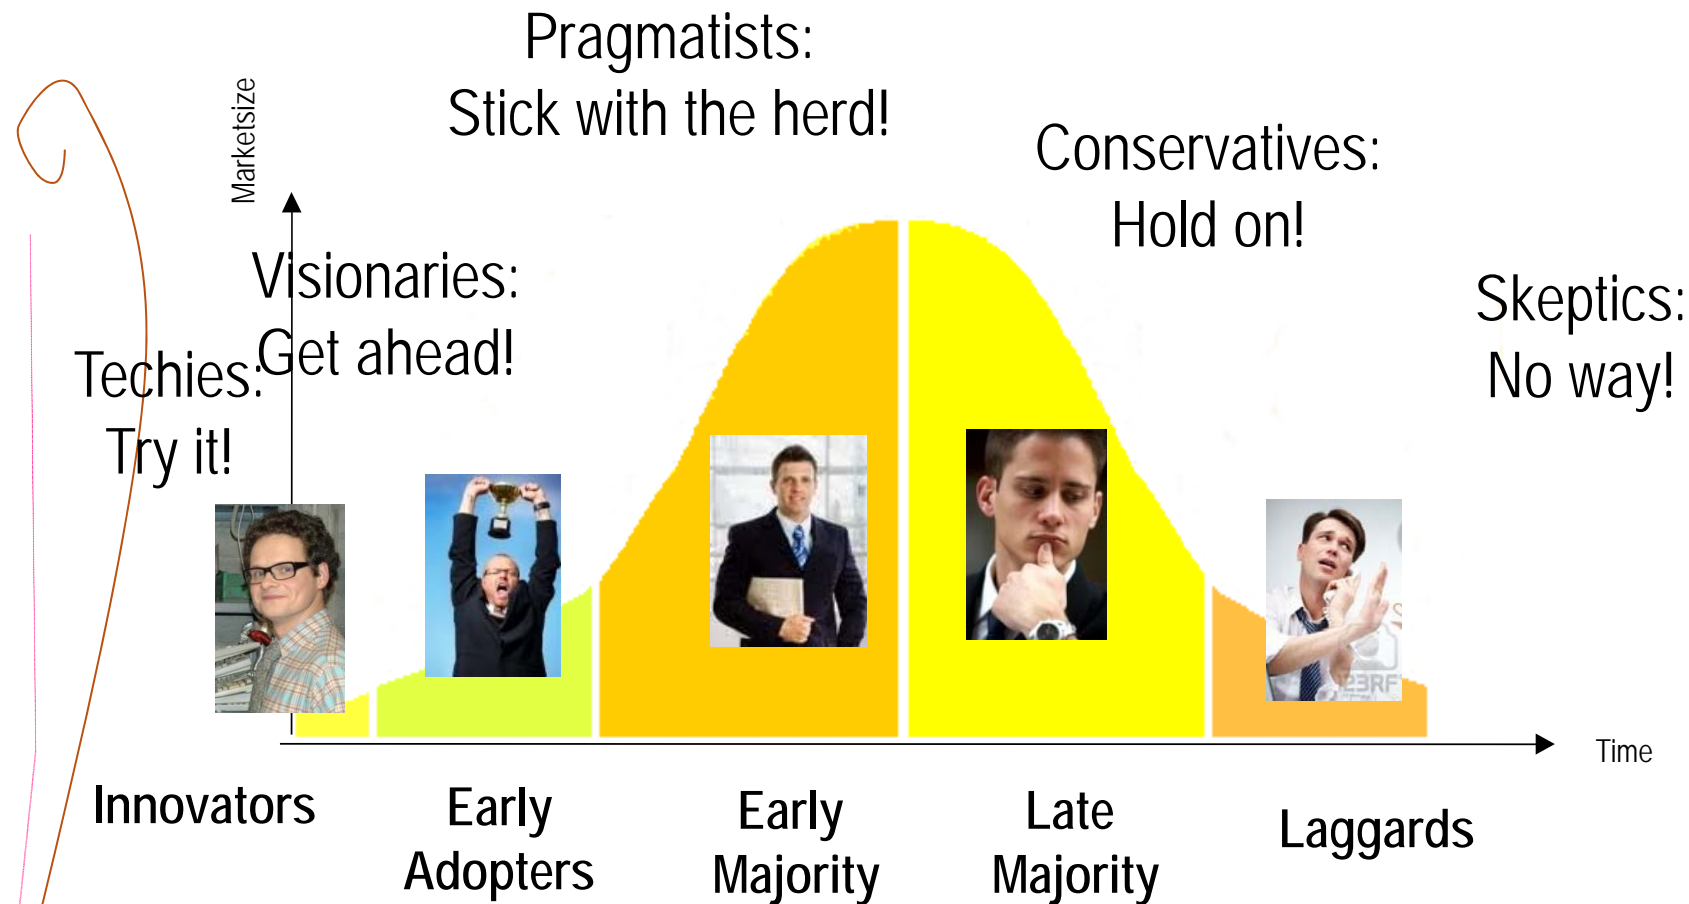 Pragmatists:
Stick with the herd!
Marketsize
Conservatives:
Hold on!
Visionaries:
Get ahead!
Skeptics:
No way!
Techies:
Try it!
123RF
Time
Innovators
Early
Adopters
Early
Majority
Late
Majority
Laggards